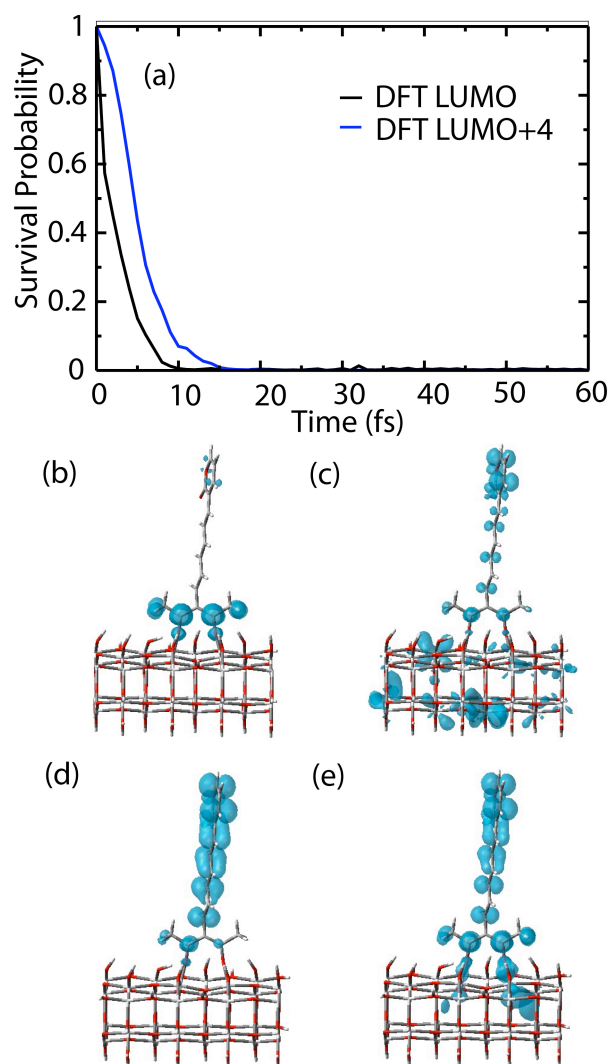 (a)
DFT LUMO
DFT LUMO+4
Survival Probability
1
0.8
0.6
0.4
0.2
0
0 10 20 30 40 50 60
Time (fs)
(b) (c)
(d) (e)